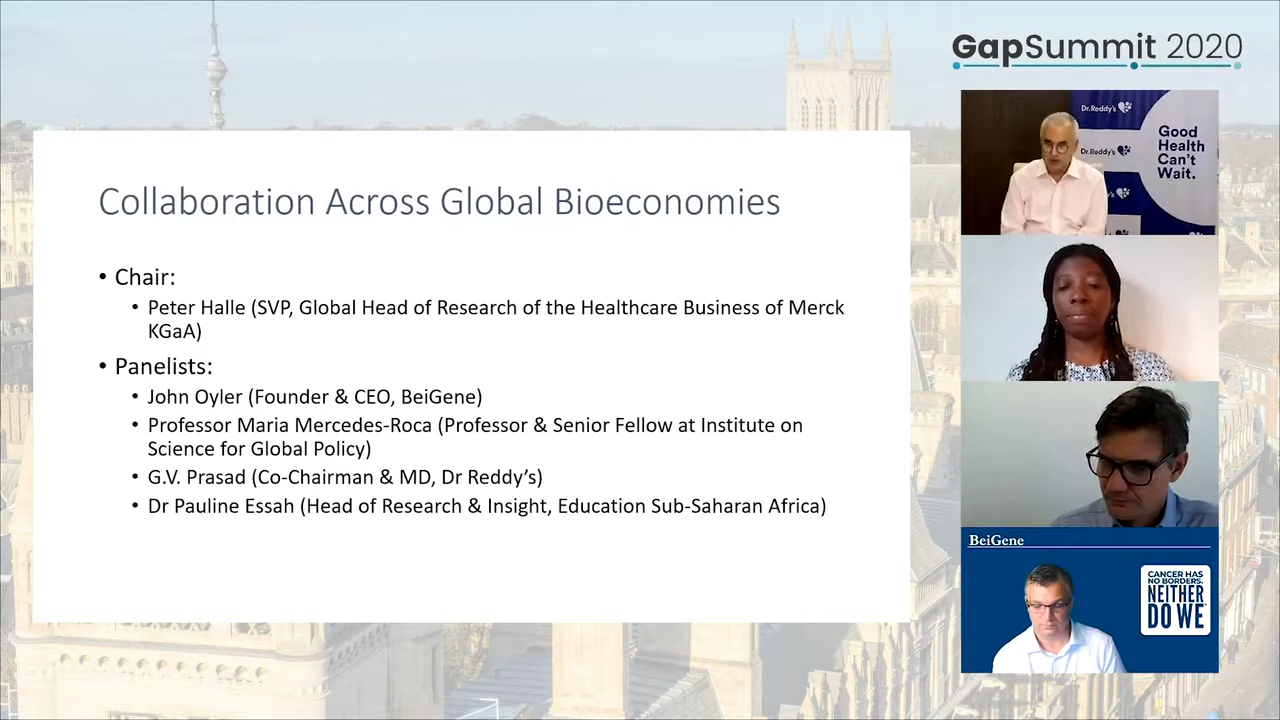 GapSummit 2020
Collaboration Across Global Bioeconomies
• Chair:
• Peter Halle (SVP, Global Head of Research of the Healthcare Business of Merck
KGaA)
• Panelists:
• John Oyler (Founder & CEO, BeiGene)
• Professor Maria Mercedes-Roca (Professor & Senior Fellow at Institute on
Science for Global Policy)
• G.V. Prasad (Co-Chairman & MD, Dr Reddy’s)
• Dr Pauline Essah (Head of Research & Insight, Education Sub-Saharan Africa)
Dr.Reddy's
Dr.Reddy's
Good
Health
Can't
Wait.
BeiGene
CANCER HAS
NO BORDERS.
NEITHER
DO WE